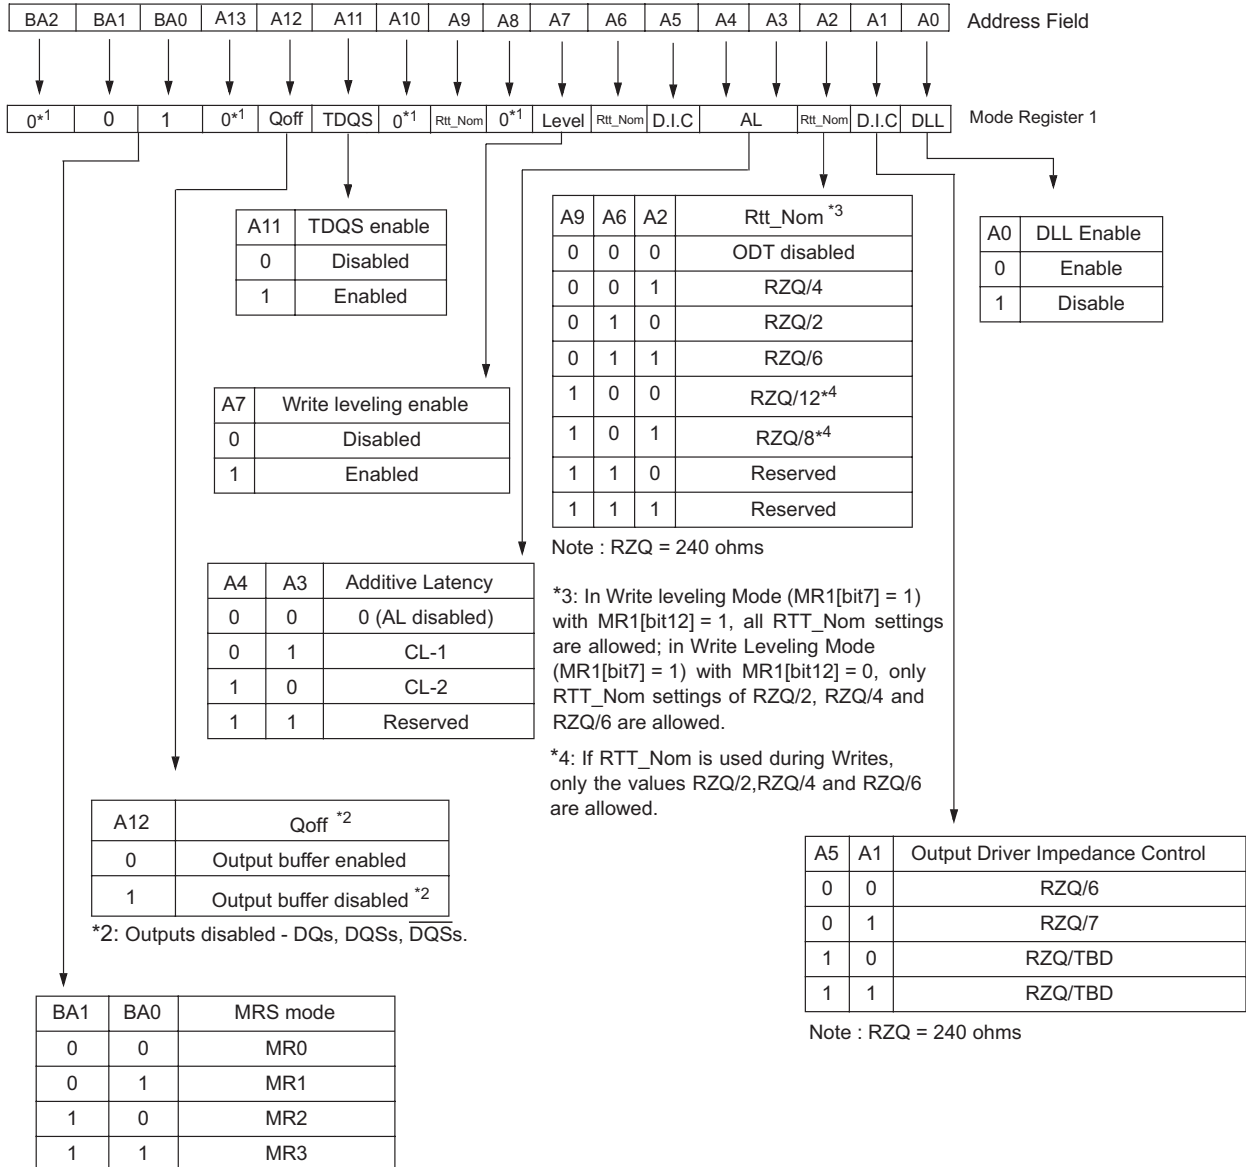 BA2 BA1 BA0 A13 A12 A11 A10 A9 A8 A7 A6 A5 A4 A3 A2 A1 A0 Address Field
0*1 0 1 0*1 Qoff TDQS 0*1 Rtt_Nom 0*1 Level Rtt_Nom D.I.C AL Rtt_Nom D.I.C DLL Mode Register 1
A11 TDQS enable
0 Disabled
1 Enabled
A9 A6 A2 Rtt_Nom *3
0 0 0 ODT disabled
0 0 1 RZQ/4
0 1 0 RZQ/2
0 1 1 RZQ/6
1 0 0 RZQ/12*4
1 0 1 RZQ/8*4
1 1 0 Reserved
1 1 1 Reserved
Note : RZQ = 240 ohms
A0 DLL Enable
0 Enable
1 Disable
A7 Write leveling enable
0 Disabled
1 Enabled
A4 A3 Additive Latency
0 0 0 (AL disabled)
0 1 CL-1
1 0 CL-2
1 1 Reserved
*3: In Write leveling Mode (MR1[bit7] = 1)
with MR1[bit12] = 1, all RTT_Nom settings
are allowed; in Write Leveling Mode
(MR1[bit7] = 1) with MR1[bit12] = 0, only
RTT_Nom settings of RZQ/2, RZQ/4 and
RZQ/6 are allowed.
*4: If RTT_Nom is used during Writes,
only the values RZQ/2,RZQ/4 and RZQ/6
are allowed.
A12 Qoff *2
0 Output buffer enabled
1 Output buffer disabled *2
*2: Outputs disabled - DQs, DQSs, D̅Q̅S̅s.
A5 A1 Output Driver Impedance Control
0 0 RZQ/6
0 1 RZQ/7
1 0 RZQ/TBD
1 1 RZQ/TBD
Note : RZQ = 240 ohms
BA1 BA0 MRS mode
0 0 MR0
0 1 MR1
1 0 MR2
1 1 MR3